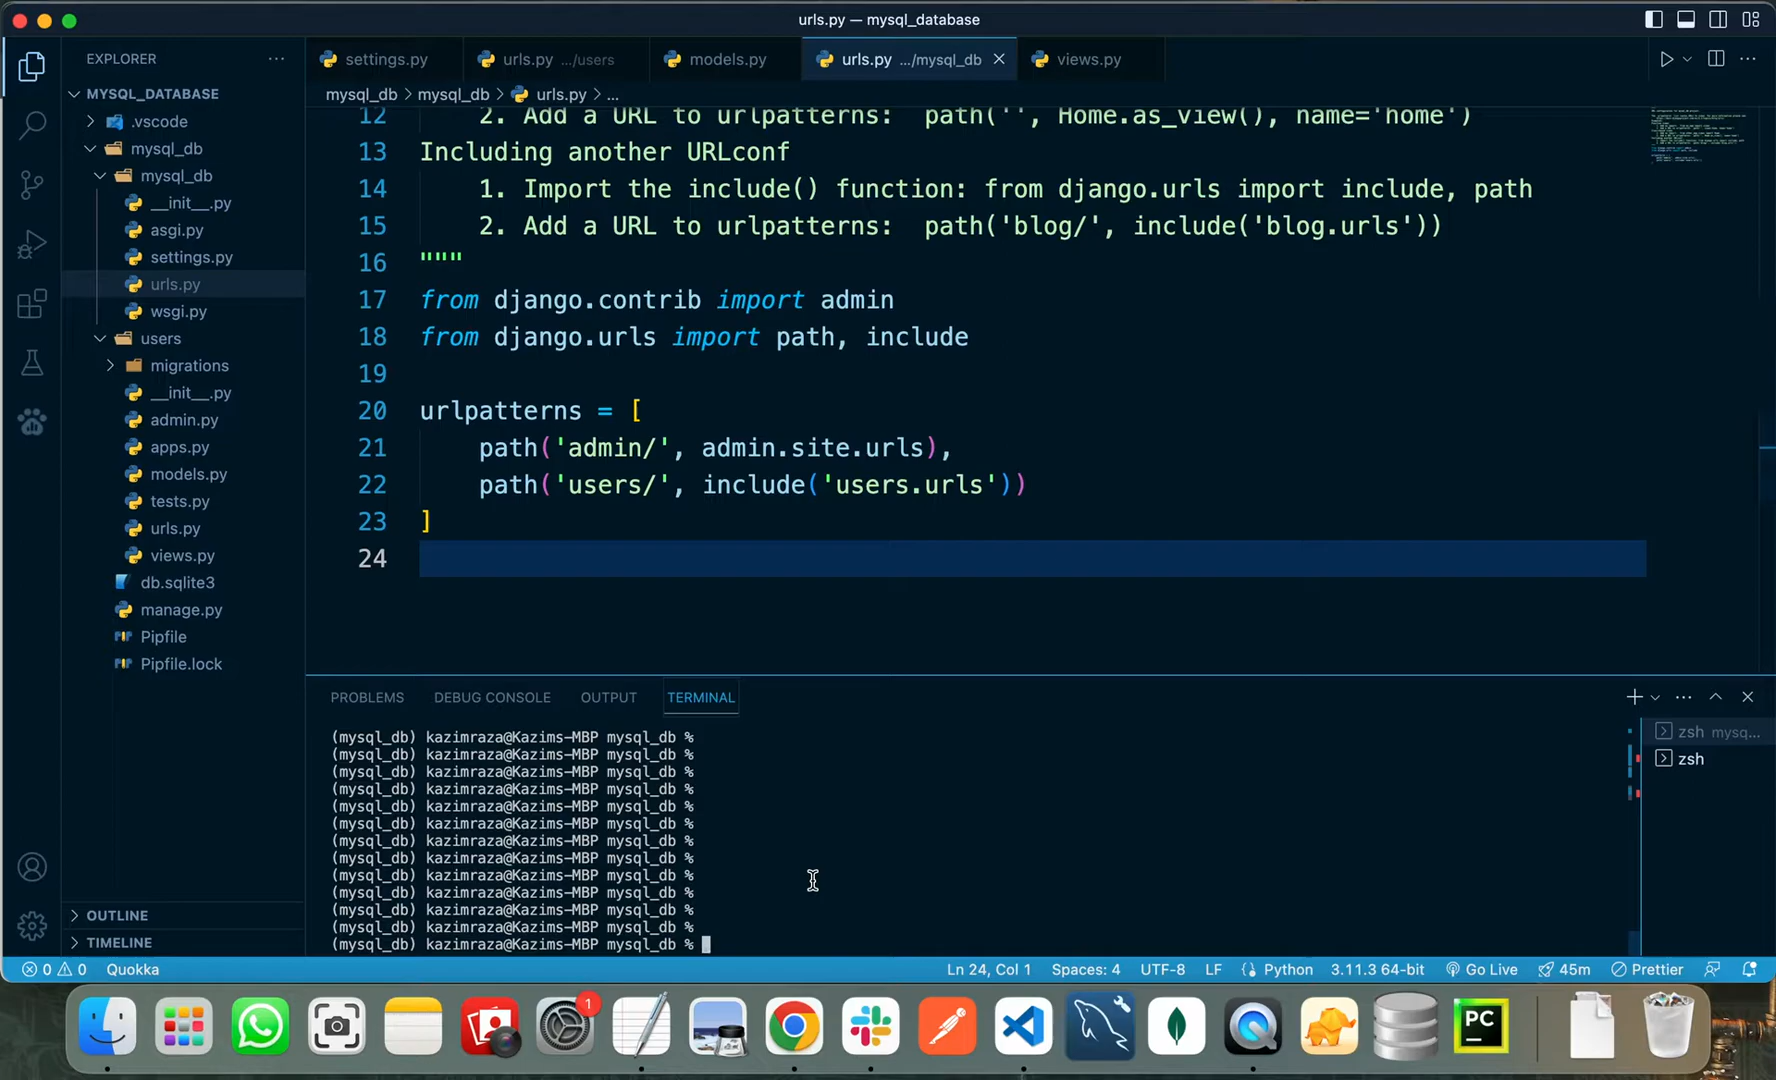 urls.py — mysql_database
EXPLORER
settings.py
urls.py .../users
models.py
urls.py .../mysql_db
views.py
MYSQL_DATABASE
.vscode
mysql_db
mysql_db
__init__.py
asgi.py
settings.py
urls.py
wsgi.py
users
migrations
__init__.py
admin.py
apps.py
models.py
tests.py
urls.py
views.py
db.sqlite3
manage.py
Pipfile
Pipfile.lock
OUTLINE
TIMELINE
mysql_db > mysql_db > urls.py > ...
12 2. Add a URL to urlpatterns: path('', Home.as_view(), name='home')
13 Including another URLconf
14 1. Import the include() function: from django.urls import include, path
15 2. Add a URL to urlpatterns: path('blog/', include('blog.urls'))
16 """
17 from django.contrib import admin
18 from django.urls import path, include
19
20 urlpatterns = [
21 path('admin/', admin.site.urls),
22 path('users/', include('users.urls'))
23 ]
24
PROBLEMS DEBUG CONSOLE OUTPUT TERMINAL
(mysql_db) kazimraza@Kazims-MBP mysql_db %
(mysql_db) kazimraza@Kazims-MBP mysql_db %
(mysql_db) kazimraza@Kazims-MBP mysql_db %
(mysql_db) kazimraza@Kazims-MBP mysql_db %
(mysql_db) kazimraza@Kazims-MBP mysql_db %
(mysql_db) kazimraza@Kazims-MBP mysql_db %
(mysql_db) kazimraza@Kazims-MBP mysql_db %
(mysql_db) kazimraza@Kazims-MBP mysql_db %
(mysql_db) kazimraza@Kazims-MBP mysql_db %
(mysql_db) kazimraza@Kazims-MBP mysql_db %
(mysql_db) kazimraza@Kazims-MBP mysql_db %
(mysql_db) kazimraza@Kazims-MBP mysql_db %
(mysql_db) kazimraza@Kazims-MBP mysql_db %
zsh mysq...
zsh
0 0 Quokka
Ln 24, Col 1 Spaces: 4 UTF-8 LF Python 3.11.3 64-bit Go Live 45m Prettier
1
PC